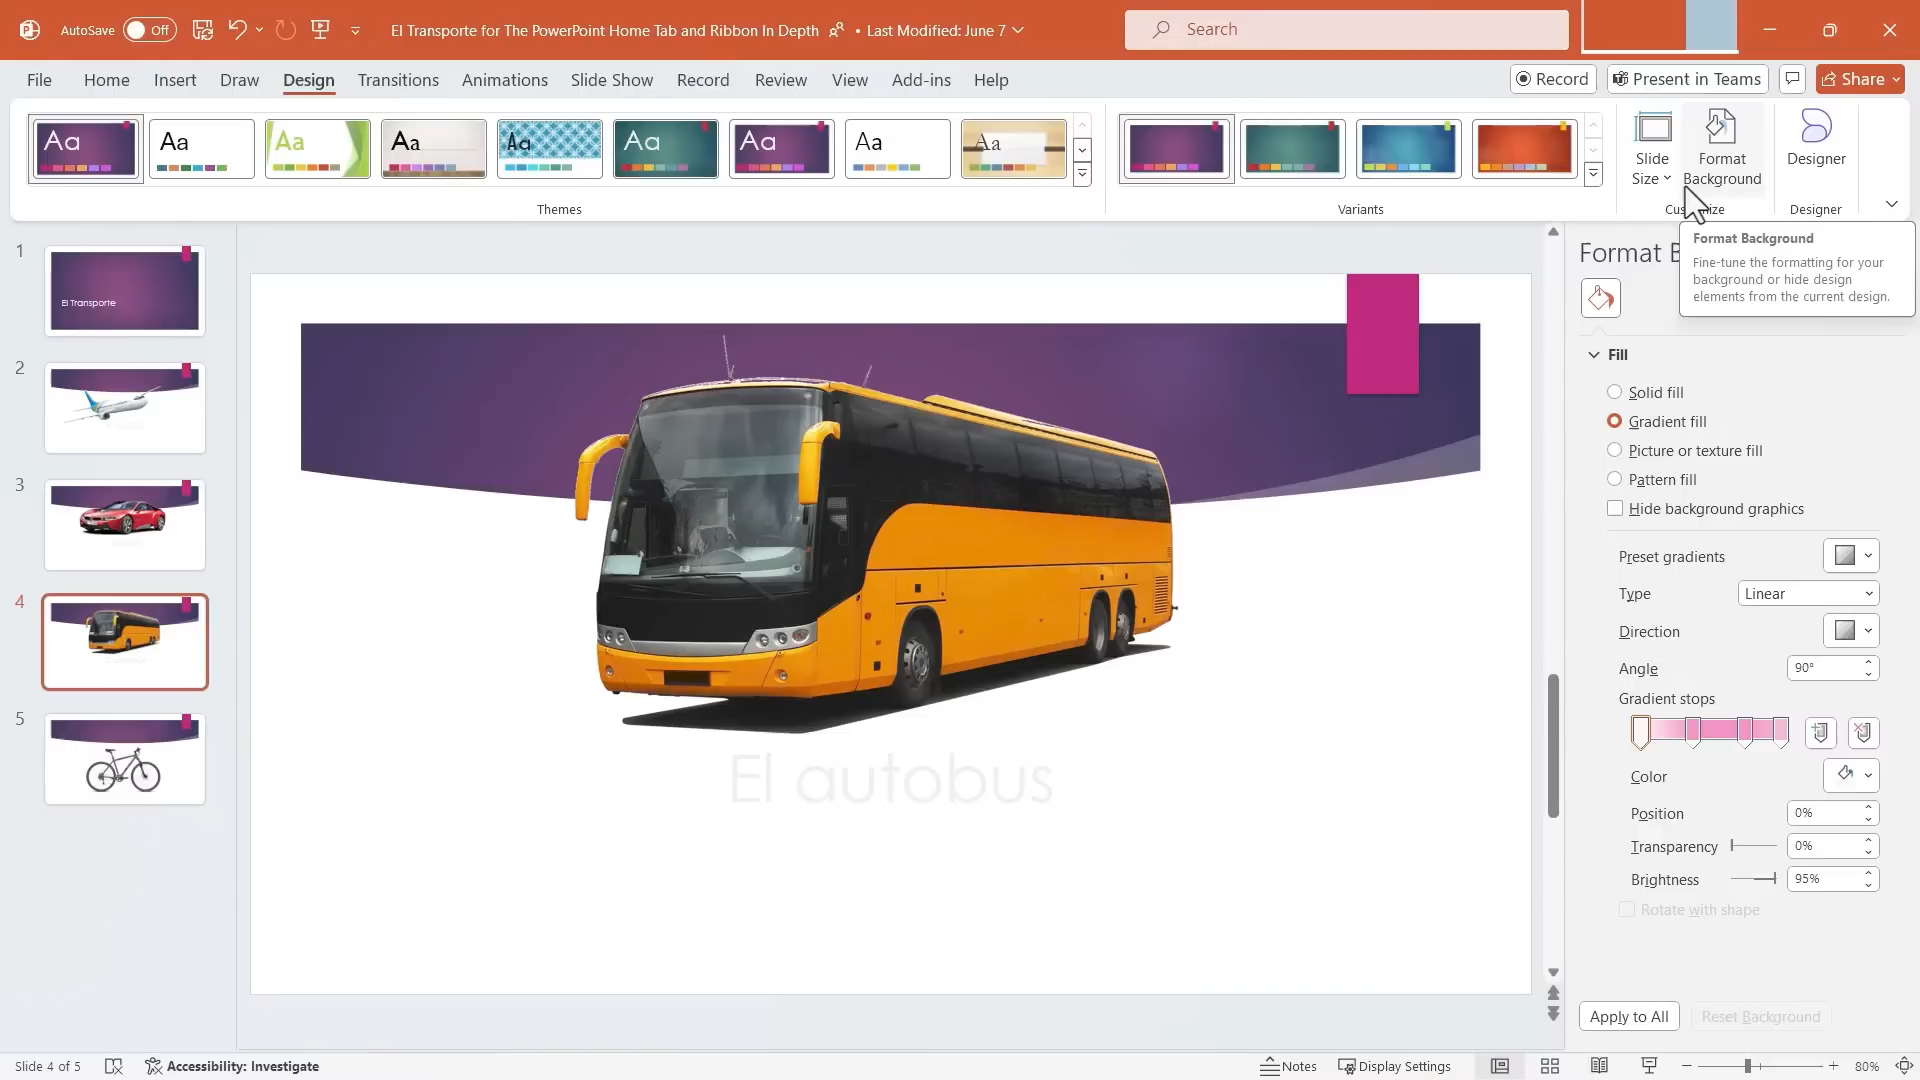 AutoSave Off El Transporte for The PowerPoint Home Tab and Ribbon In Depth • Last Modified: June 7 Search
File Home Insert Draw Design Transitions Animations Slide Show Record Review View Add-ins Help Record Present in Teams Share
Aa Aa Aa Aa Aa Aa Aa Aa Aa
Slide Size
Format Background
Designer
Themes Variants Designer
Format Background
Fine-tune the formatting for your
background or hide design
elements from the current design.
Format B
1
El Transporte
2
3
4
5
El autobus
Fill
Solid fill
Gradient fill
Picture or texture fill
Pattern fill
Hide background graphics
Preset gradients
Type Linear
Direction
Angle 90°
Gradient stops
Color
Position 0%
Transparency 0%
Brightness 95%
Rotate with shape
Apply to All Reset Background
Slide 4 of 5 Accessibility: Investigate Notes Display Settings 80%